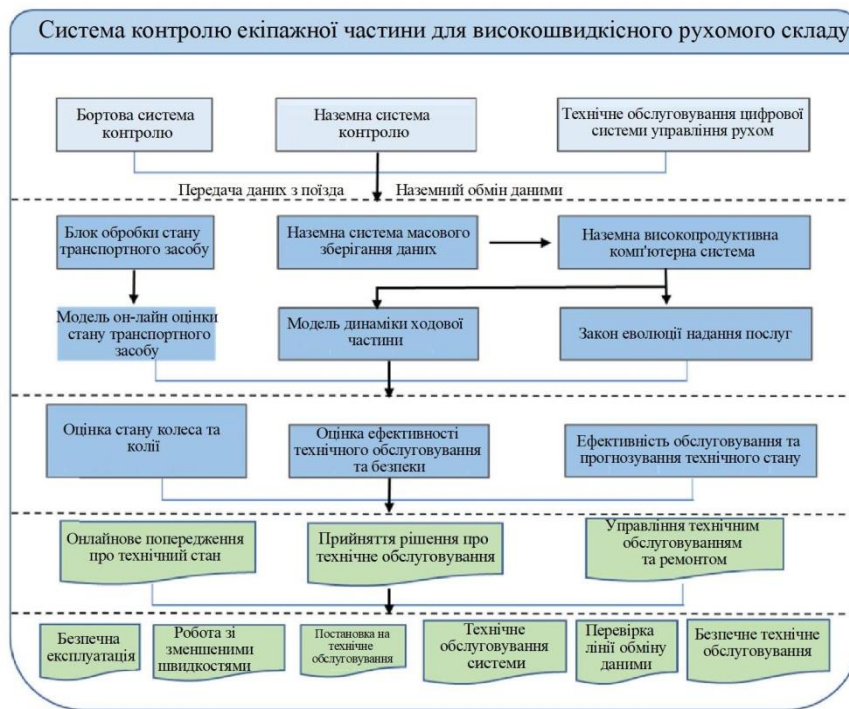 Система контролю екіпажної частини для високошвидкісного рухомого складу
Бортова система
контролю
Наземна система
контролю
Технічне обслуговування цифрової
системи управління рухом
Передача даних з поїзда
Наземний обмін даними
Блок обробки стану
транспортного засобу
Наземна система масового
зберігання даних
Наземна високопродуктивна
комп'ютерна система
Модель он-лайн оцінки
стану транспортного
засобу
Модель динаміки ходової
частини
Закон еволюції надання послуг
Оцінка стану колеса та
колії
Оцінка ефективності
технічного обслуговування
та безпеки
Ефективність обслуговування та
прогнозування технічного стану
Онлайнове попередження
про технічний стан
Прийняття рішення про
технічне обслуговування
Управління технічним
обслуговуванням
та ремонтом
Безпечна
експлуатація
Робота зі
зменшеними
швидкостями
Постановка на
технічне
обслуговування
Технічне
обслуговування
системи
Перевірка
лінії обміну
даними
Безпечне технічне
обслуговування